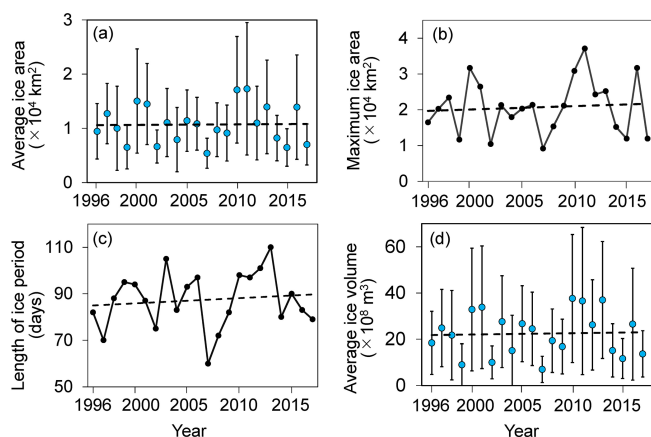 (a)
Average ice area
(×10⁴ km²)
3
2
1
0
1996
2000
2005
2010
2015
(b)
Maximum ice area
(×10⁴ km²)
4
3
2
1
0
1996
2000
2005
2010
2015
(c)
Length of ice period
(days)
110
90
70
50
1996
2000
2005
2010
2015
Year
(d)
Average ice volume
(×10⁸ m³)
60
40
20
0
1996
2000
2005
2010
2015
Year